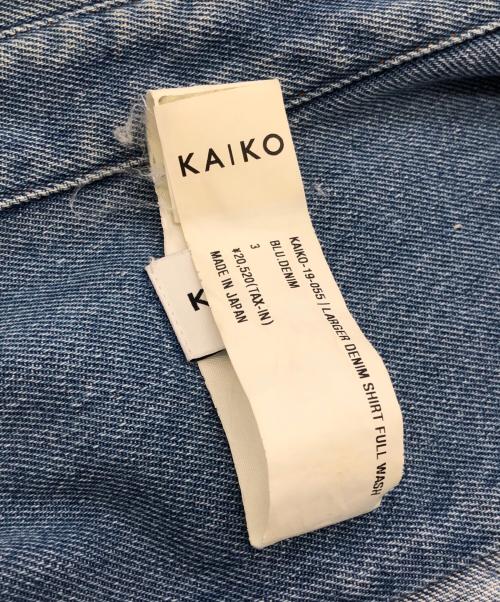 KAIKO
KAIKO-19-055 | LARGER DENIM SHIRT FULL WASH
BLU.DENIM
3
¥20,520(TAX-IN)
MADE IN JAPAN
K